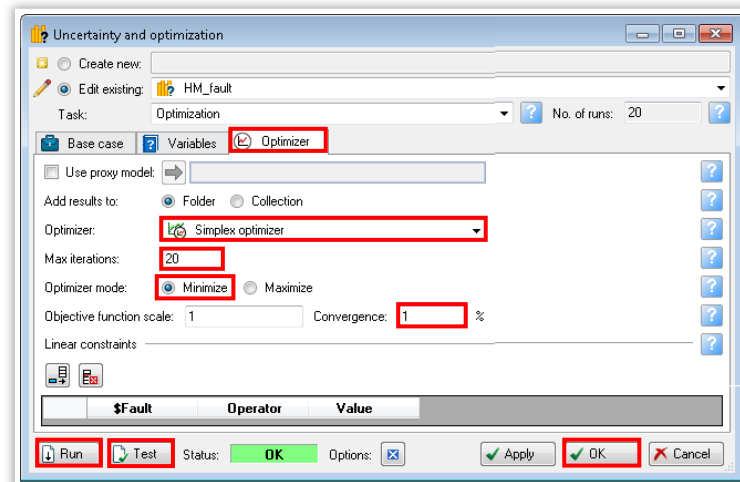 Uncertainty and optimization
Create new:
Edit existing: HM_fault
Task: Optimization No. of runs: 20
Base case Variables Optimizer
Use proxy model:
Add results to: Folder Collection
Optimizer: Simplex optimizer
Max iterations: 20
Optimizer mode: Minimize Maximize
Objective function scale: 1 Convergence: 1 %
Linear constraints
$Fault Operator Value
Run Test Status: OK Options: Apply OK Cancel